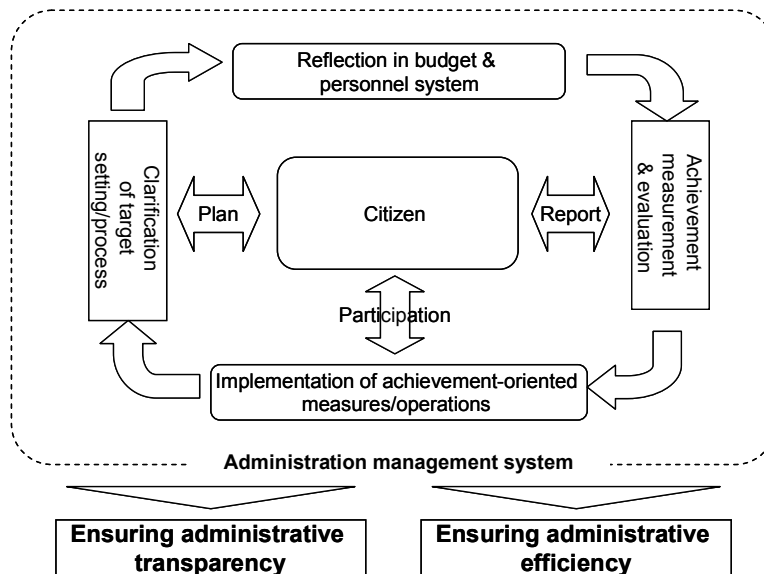 Reflection in budget &
personnel system
Clarification
of target
setting/process
Plan
Citizen
Report
Achievement
measurement
& evaluation
Participation
Implementation of achievement-oriented
measures/operations
Administration management system
Ensuring administrative
transparency
Ensuring administrative
efficiency